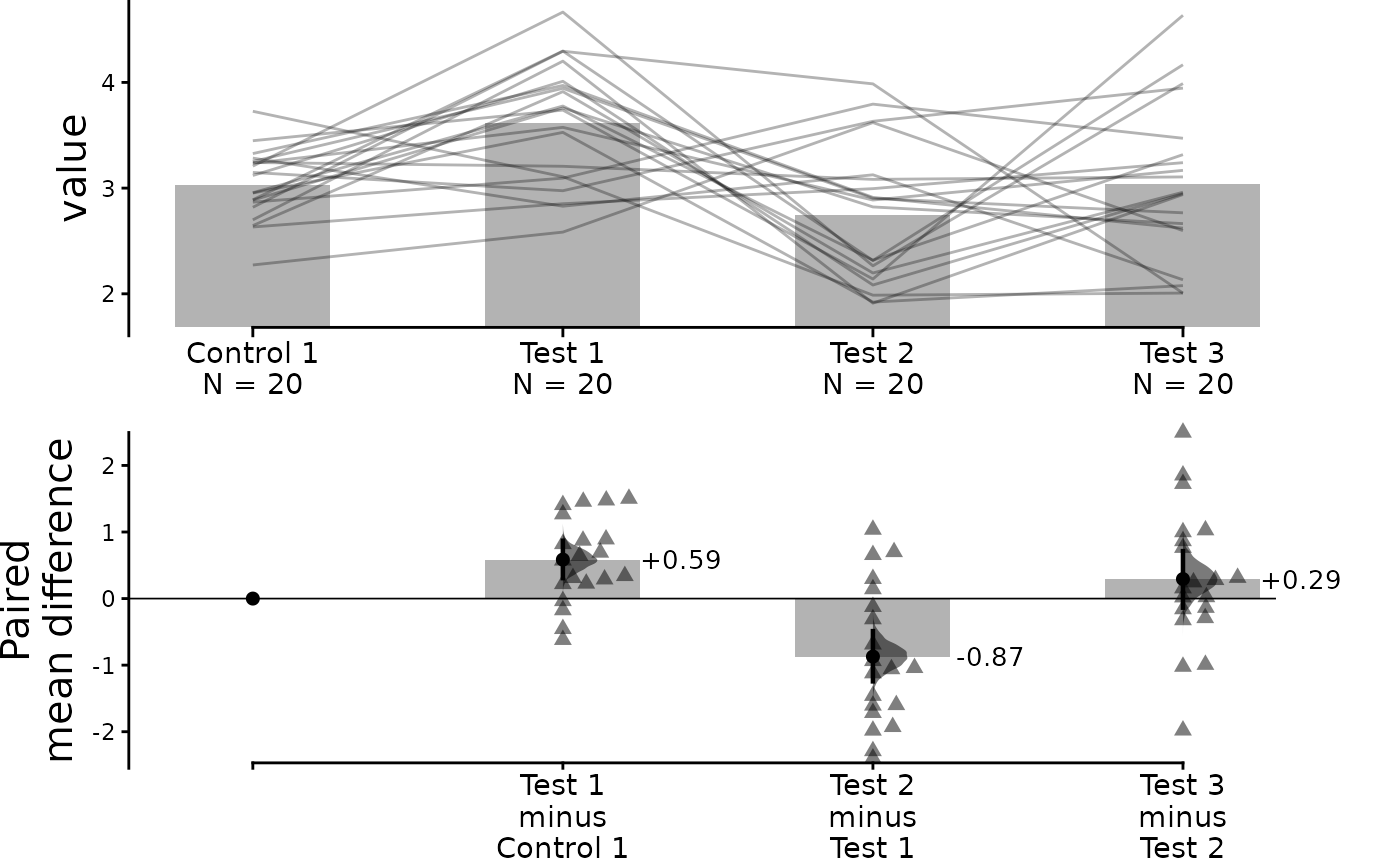 value
4
3
2
Control 1
N = 20
Test 1
N = 20
Test 2
N = 20
Test 3
N = 20
Paired
mean difference
2
1
0
-1
-2
+0.59
-0.87
+0.29
Test 1
minus
Control 1
Test 2
minus
Test 1
Test 3
minus
Test 2